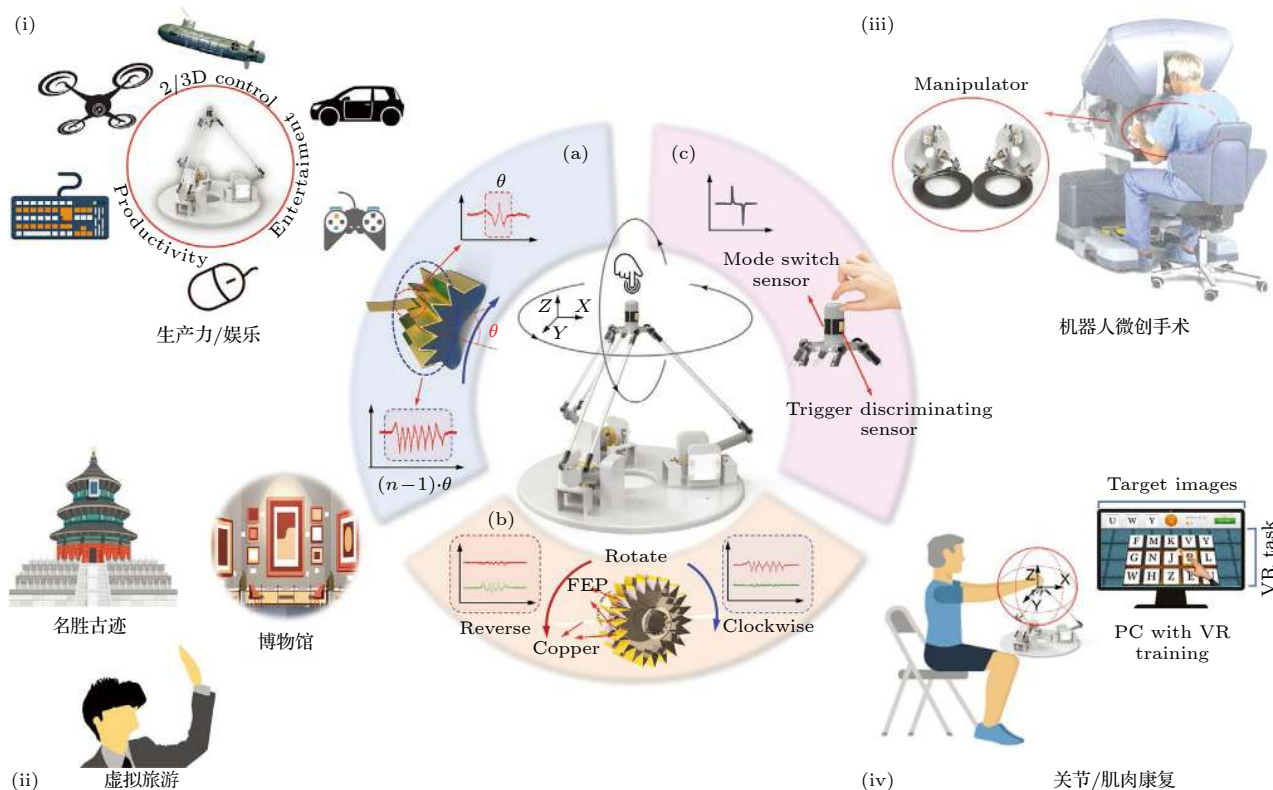 (i)
2/3D control
Entertainment
Productivity
生产力/娱乐
(a)
θ
θ
(n−1)·θ
(c)
Mode switch
sensor
Trigger discriminating
sensor
Z
X
Y
(b)
Reverse
Rotate
FEP
Copper
Clockwise
(iii)
Manipulator
机器人微创手术
名胜古迹
博物馆
虚拟旅游
(ii)
Z
X
Y
Target images
U W Y
F M K V Y
G N J L
W H Z E J
VR task
PC with VR
training
关节/肌肉康复
(iv)